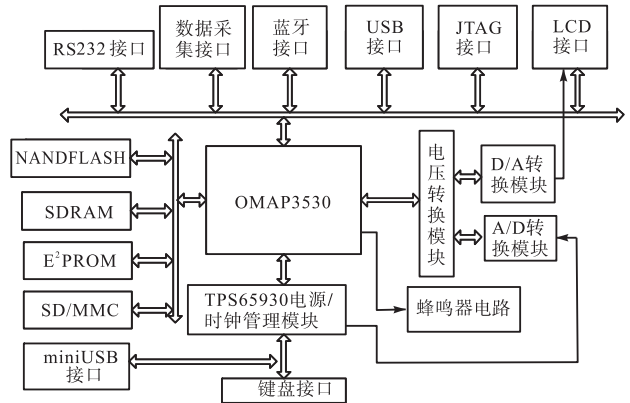 RS232接口
数据采
集接口
蓝牙
接口
USB
接口
JTAG
接口
LCD
接口
NANDFLASH
SDRAM
E²PROM
SD/MMC
miniUSB
接口
OMAP3530
TPS65930电源/
时钟管理模块
键盘接口
电压转换模块
D/A转
换模块
A/D转
换模块
蜂鸣器电路